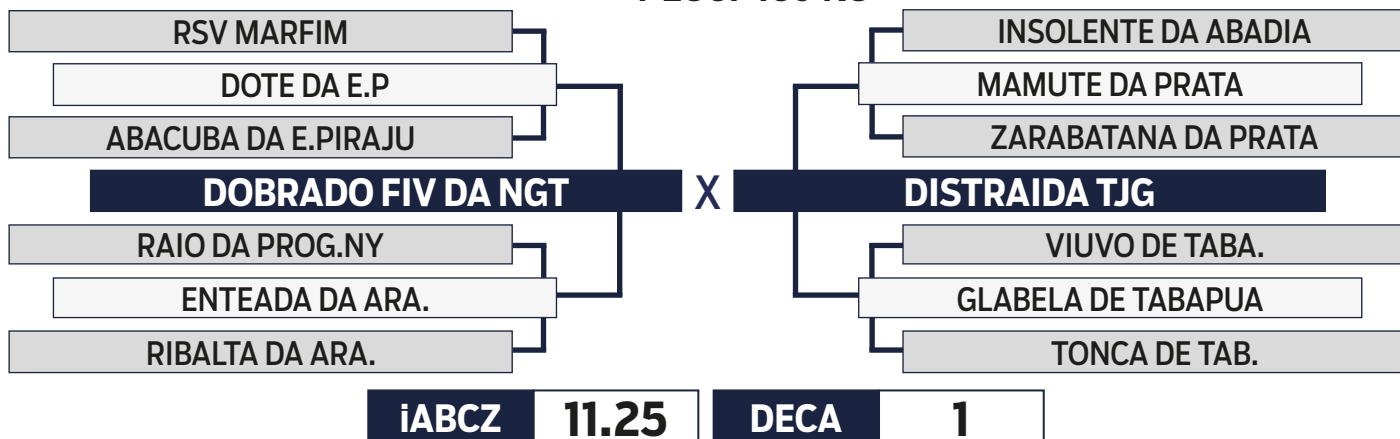 RSV MARFIM
DOTE DA E.P
ABACUBA DA E.PIRAJU
DOBRADO FIV DA NGT
RAIO DA PROG.NY
ENTEADA DA ARA.
RIBALTA DA ARA.
X
INSOLENTE DA ABADIA
MAMUTE DA PRATA
ZARABATANA DA PRATA
DISTRAIDA TJG
VIUVO DE TABA.
GLABELA DE TABAPUA
TONCA DE TAB.
iABCZ 11.25 DECA 1